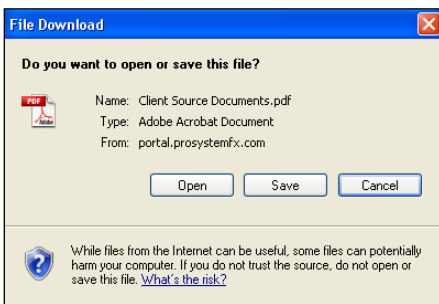 File Download
Do you want to open or save this file?
PDF
Adobe
Name: Client Source Documents.pdf
Type: Adobe Acrobat Document
From: portal.prosystemfx.com
Open Save Cancel
While files from the Internet can be useful, some files can potentially
harm your computer. If you do not trust the source, do not open or
save this file. What's the risk?